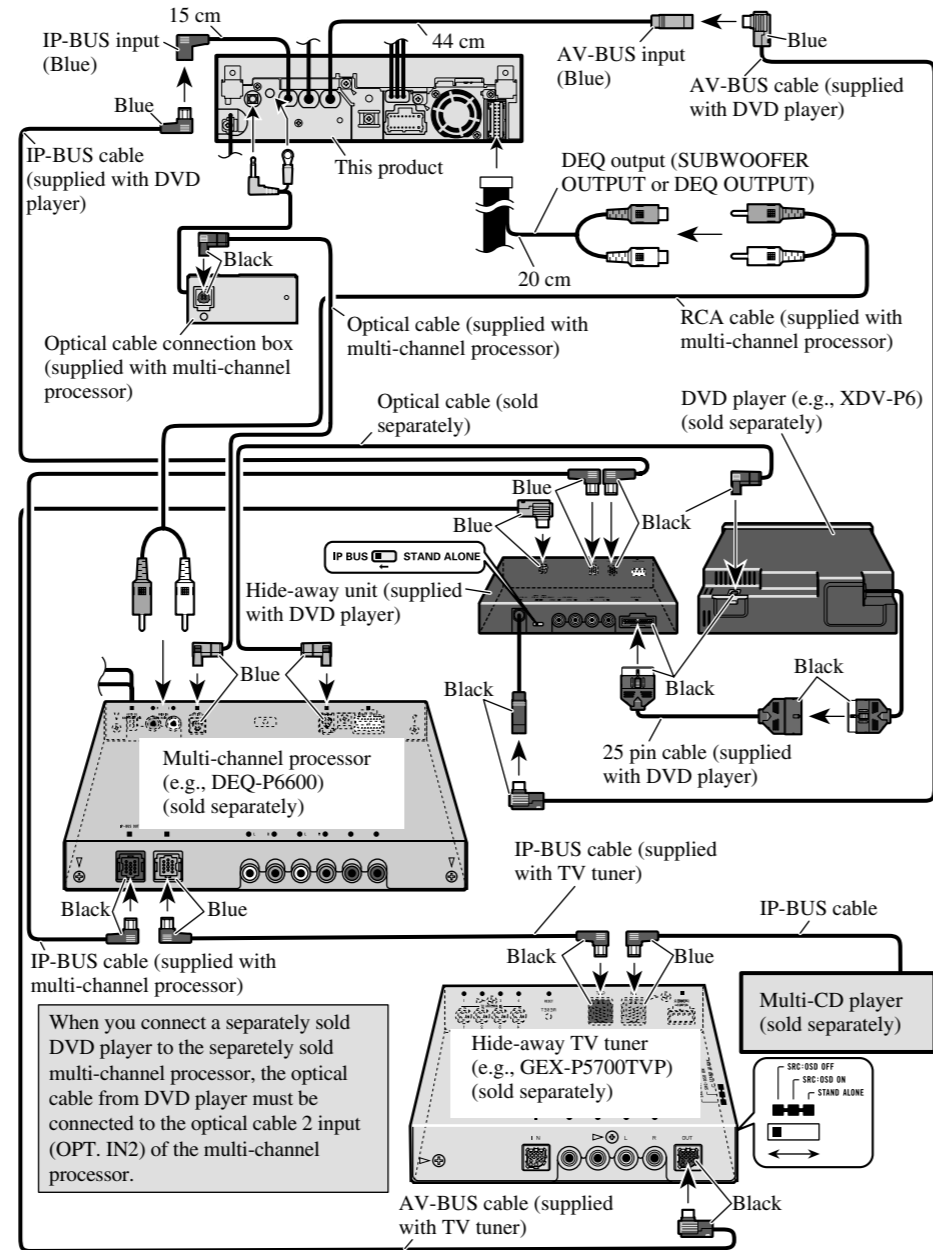 15 cm
IP-BUS input
(Blue)
44 cm
AV-BUS input
(Blue)
Blue
AV-BUS cable (supplied
with DVD player)
Blue
IP-BUS cable
(supplied with DVD
player)
This product
DEQ output (SUBWOOFER
OUTPUT or DEQ OUTPUT)
20 cm
Black
Optical cable connection box
(supplied with multi-channel
processor)
Optical cable (supplied with
multi-channel processor)
RCA cable (supplied with
multi-channel processor)
Optical cable (sold
separately)
DVD player (e.g., XDV-P6)
(sold separately)
Blue
Blue
Black
IP BUS STAND ALONE
Hide-away unit (supplied
with DVD player)
Blue
Black
Black
Black
25 pin cable (supplied
with DVD player)
Multi-channel processor
(e.g., DEQ-P6600)
(sold separately)
Black
Blue
IP-BUS cable (supplied
with TV tuner)
IP-BUS cable
Black
Blue
IP-BUS cable (supplied with
multi-channel processor)
Multi-CD player
(sold separately)
When you connect a separately sold
DVD player to the separetely sold
multi-channel processor, the optical
cable from DVD player must be
connected to the optical cable 2 input
(OPT. IN2) of the multi-channel
processor.
Hide-away TV tuner
(e.g., GEX-P5700TVP)
(sold separately)
SRC:OSD OFF
SRC:OSD ON
STAND ALONE
IN
L
R
OUT
Black
AV-BUS cable (supplied
with TV tuner)